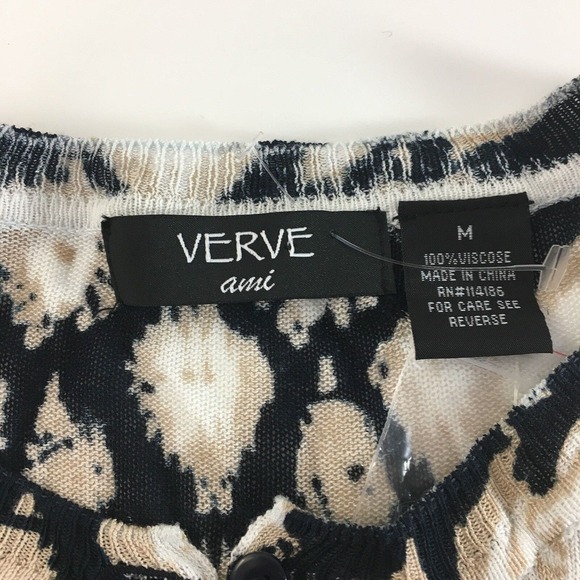 VERVE
ami
M
100%VISCOSE
MADE IN CHINA
RN#114186
FOR CARE SEE
REVERSE